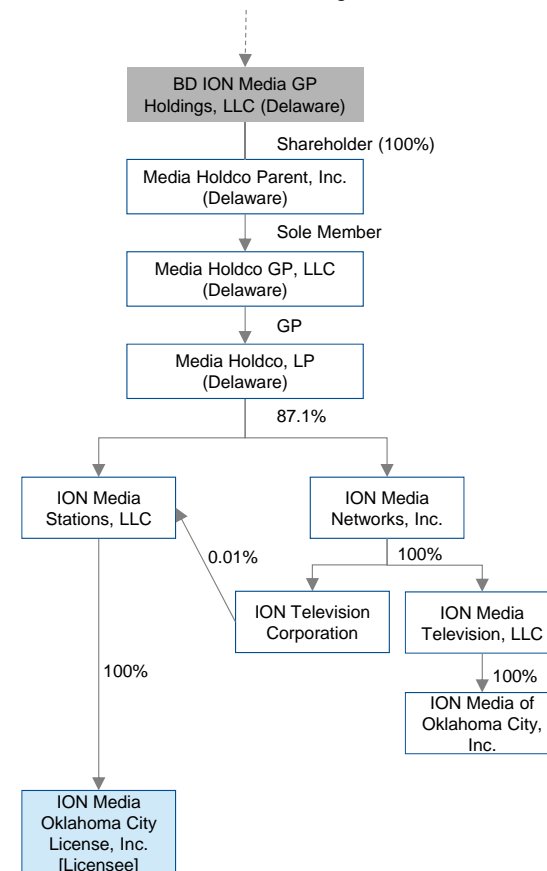 BD ION Media GP
Holdings, LLC (Delaware)
Shareholder (100%)
Media Holdco Parent, Inc.
(Delaware)
Sole Member
Media Holdco GP, LLC
(Delaware)
GP
Media Holdco, LP
(Delaware)
87.1%
ION Media
Stations, LLC
ION Media
Networks, Inc.
0.01%
100%
ION Television
Corporation
ION Media
Television, LLC
100%
100%
ION Media of
Oklahoma City,
Inc.
ION Media
Oklahoma City
License, Inc.
[Licensee]